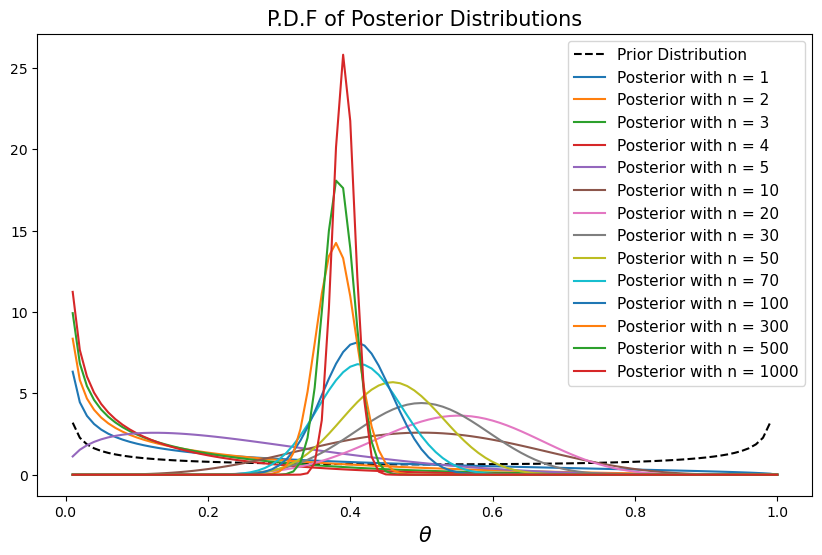 P.D.F of Posterior Distributions
Prior Distribution
Posterior with n = 1
Posterior with n = 2
Posterior with n = 3
Posterior with n = 4
Posterior with n = 5
Posterior with n = 10
Posterior with n = 20
Posterior with n = 30
Posterior with n = 50
Posterior with n = 70
Posterior with n = 100
Posterior with n = 300
Posterior with n = 500
Posterior with n = 1000
25
20
15
10
5
0
0.0 0.2 0.4 0.6 0.8 1.0
θ